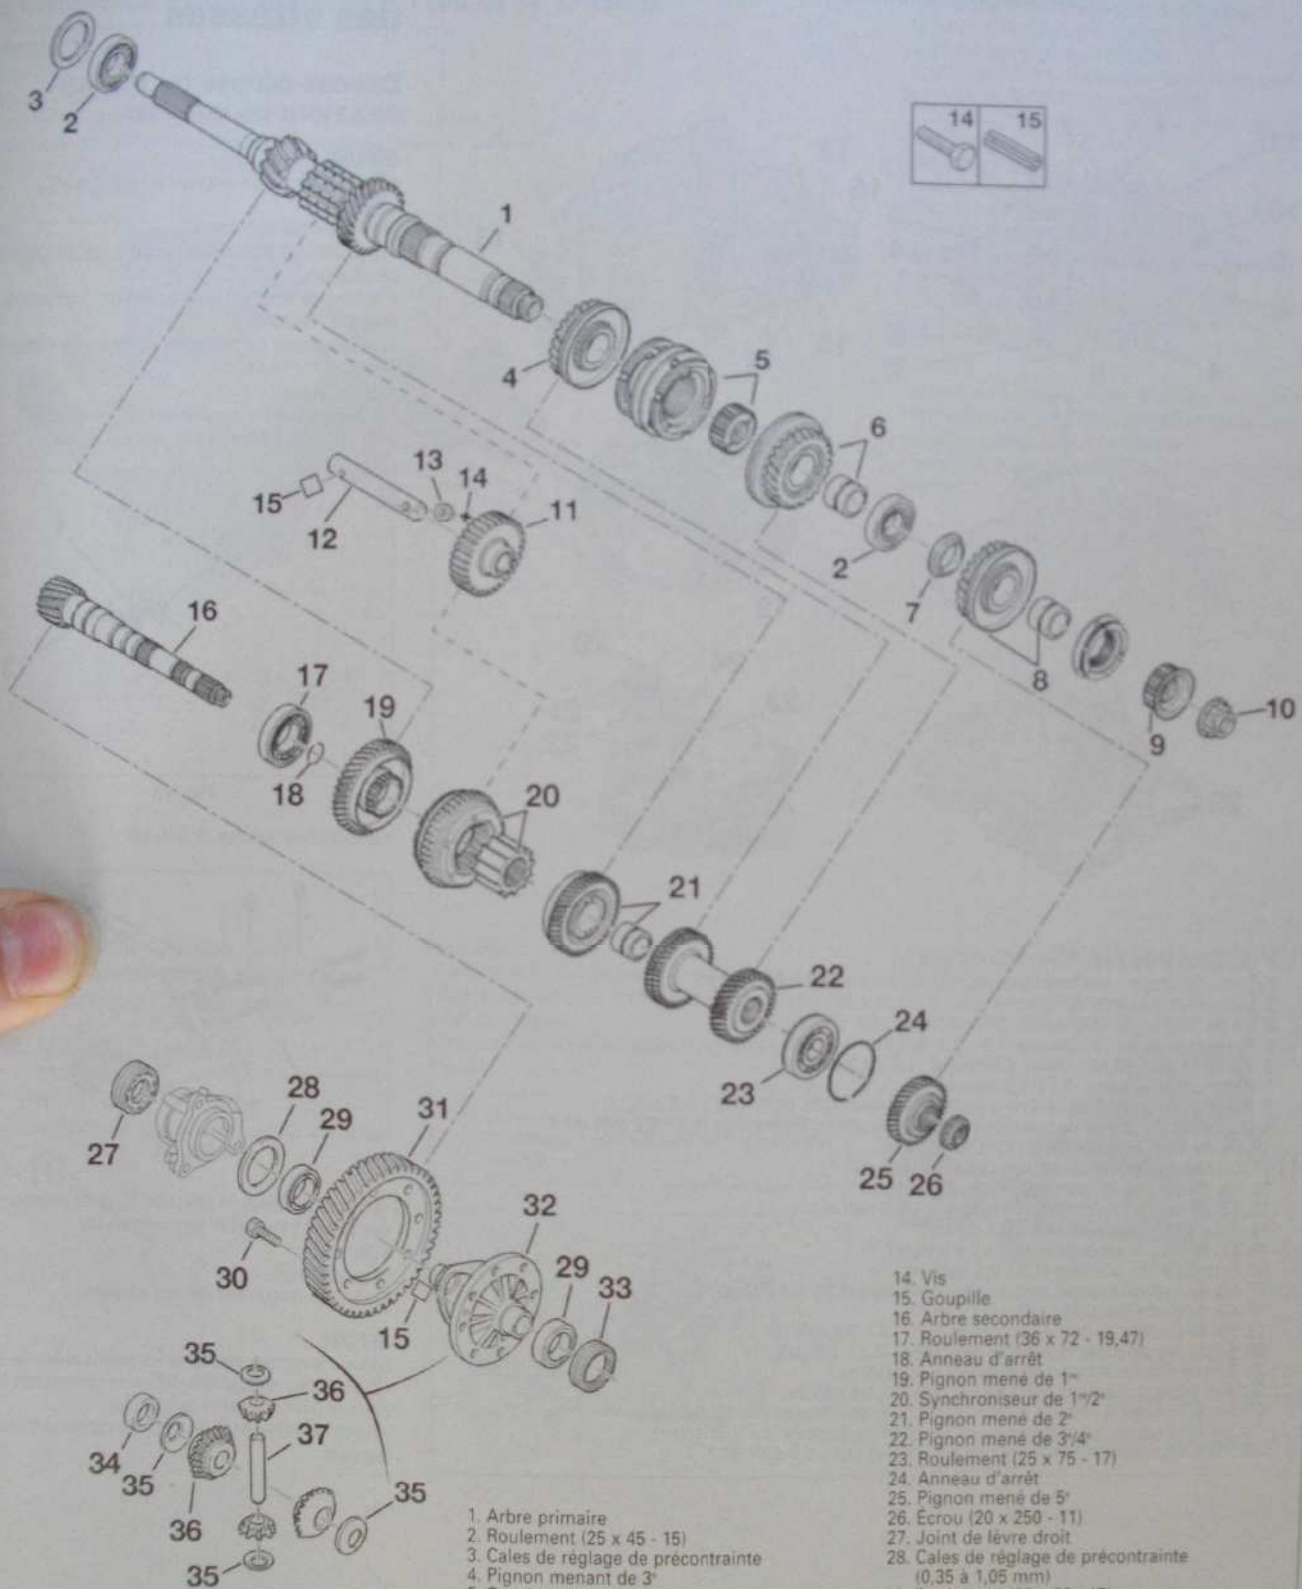 3
2
1
14 15
4
5
6
2
7
8
9
10
15
12
13
14
11
16
17
18
19
20
21
22
23
24
25
26
27
28
29
31
30
15
32
29
33
35
36
34
35
36
37
35
35
1. Arbre primaire
2. Roulement (25 x 45 - 15)
3. Cales de réglage de précontrainte
4. Pignon menant de 3ᵉ
14. Vis
15. Goupille
16. Arbre secondaire
17. Roulement (36 x 72 - 19,47)
18. Anneau d'arrêt
19. Pignon mené de 1ʳᵉ
20. Synchroniseur de 1ʳᵉ/2ᵉ
21. Pignon mené de 2ᵉ
22. Pignon mené de 3ᵉ/4ᵉ
23. Roulement (25 x 75 - 17)
24. Anneau d'arrêt
25. Pignon mené de 5ᵉ
26. Écrou (20 x 250 - 11)
27. Joint de lèvre droit
28. Cales de réglage de précontrainte
(0,35 à 1,05 mm)